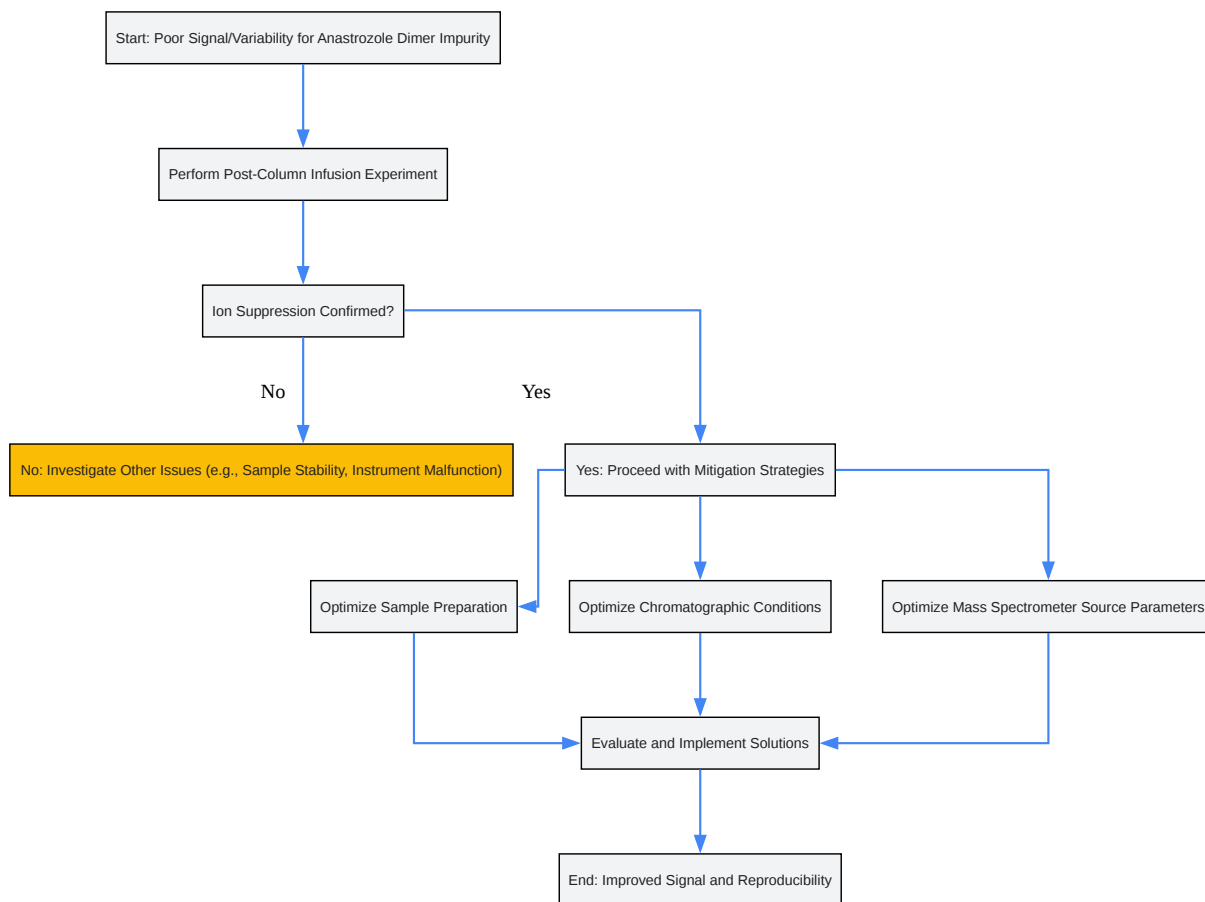 Start: Poor Signal/Variability for Anastrozole Dimer Impurity
Perform Post-Column Infusion Experiment
Ion Suppression Confirmed?
No
Yes
No: Investigate Other Issues (e.g., Sample Stability, Instrument Malfunction)
Yes: Proceed with Mitigation Strategies
Optimize Sample Preparation
Optimize Chromatographic Conditions
Optimize Mass Spectrometer Source Parameters
Evaluate and Implement Solutions
End: Improved Signal and Reproducibility